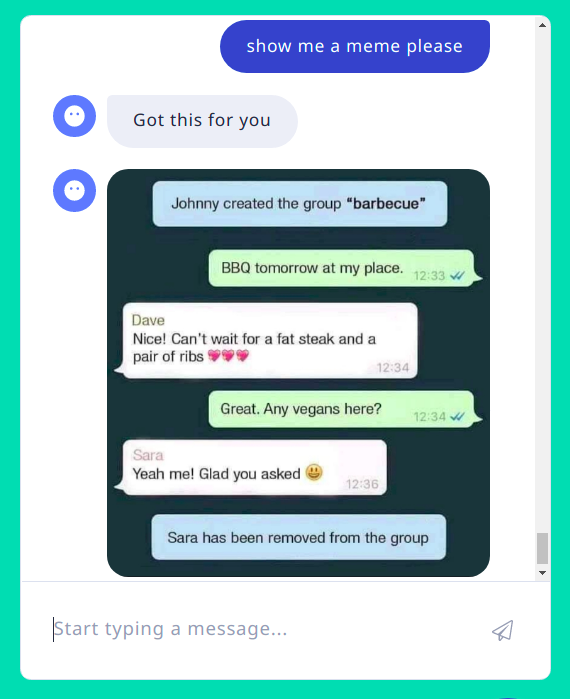 show me a meme please
Got this for you
Johnny created the group “barbecue”
BBQ tomorrow at my place.
12:33
Dave
Nice! Can't wait for a fat steak and a
pair of ribs 💖💖💖
12:34
Great. Any vegans here?
12:34
Sara
Yeah me! Glad you asked 😃
12:36
Sara has been removed from the group
Start typing a message...